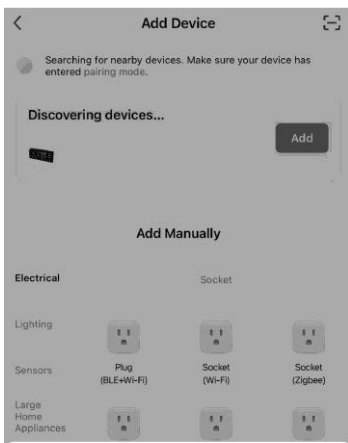 Add Device
Searching for nearby devices. Make sure your device has
entered pairing mode.
Discovering devices...
Add
Add Manually
Electrical
Socket
Lighting
Sensors
Plug
(BLE+Wi-Fi)
Socket
(Wi-Fi)
Socket
(Zigbee)
Large
Home
Appliances